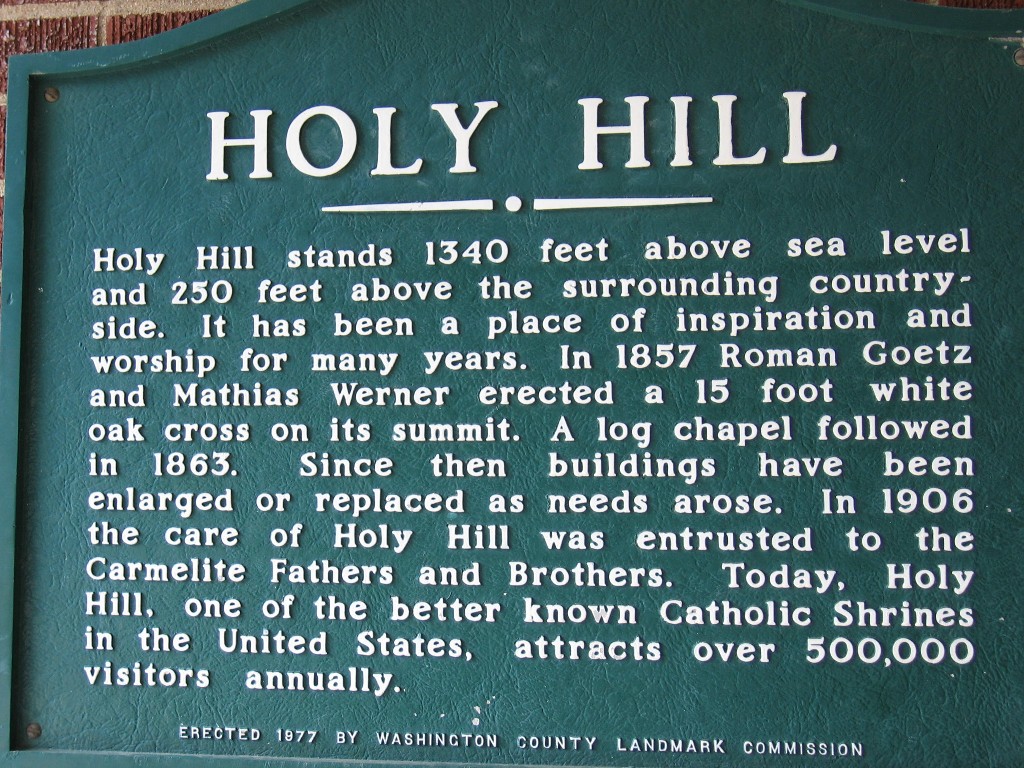 HOLY HILL
Holy Hill stands 1340 feet above sea level
and 250 feet above the surrounding country-
side. It has been a place of inspiration and
worship for many years. In 1857 Roman Goetz
and Mathias Werner erected a 15 foot white
oak cross on its summit. A log chapel followed
in 1863. Since then buildings have been
enlarged or replaced as needs arose. In 1906
the care of Holy Hill was entrusted to the
Carmelite Fathers and Brothers. Today, Holy
Hill, one of the better known Catholic Shrines
in the United States, attracts over 500,000
visitors annually.
ERECTED 1977 BY WASHINGTON COUNTY LANDMARK COMMISSION